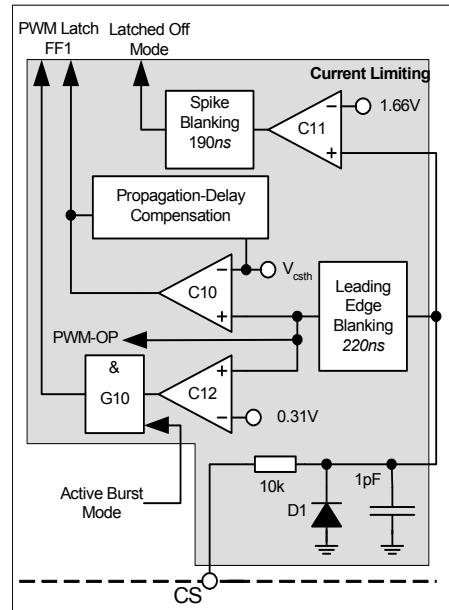 PWM Latch
FF1
Latched Off
Mode
Current Limiting
Spike
Blanking
190ns
C11
1.66V
Propagation-Delay
Compensation
C10
Vcsth
Leading
Edge
Blanking
220ns
PWM-OP
&
G10
C12
0.31V
Active Burst
Mode
10k
D1
1pF
CS